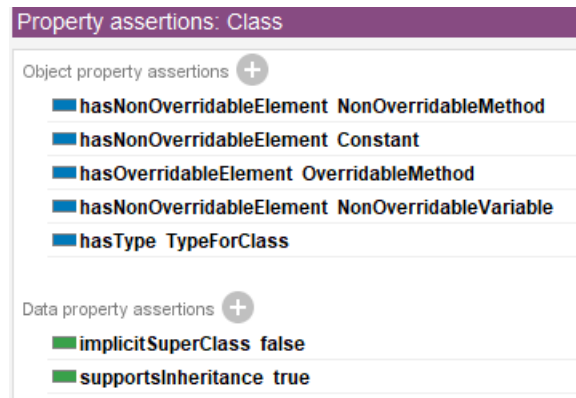 Property assertions: Class
Object property assertions
hasNonOverridableElement NonOverridableMethod
hasNonOverridableElement Constant
hasOverridableElement OverridableMethod
hasNonOverridableElement NonOverridableVariable
hasType TypeForClass
Data property assertions
implicitSuperClass false
supportsInheritance true